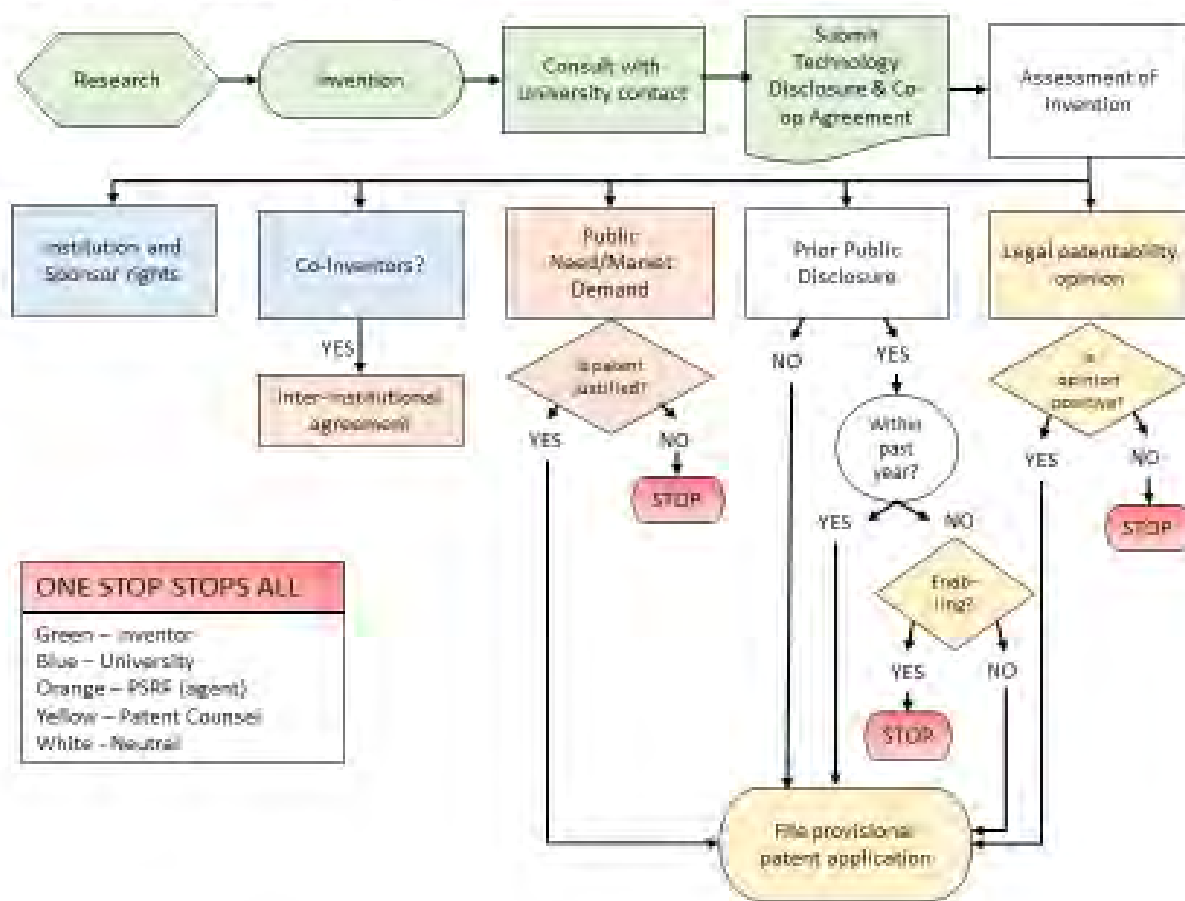 Research
Invention
Consult with
University contact
Submit
Technology
Disclosure & Co-
op Agreement
Assessment of
Invention
Institution and
Sponsor rights
Co-Inventors?
Public
Need/Market
Demand
Prior Public
Disclosure
Legal patentability
opinion
YES
Inter-institutional
agreement
Is patent
justified?
YES
NO
STOP
NO
YES
Within
past
year?
YES
NO
Enab-
ling?
YES
NO
STOP
Is
opinion
positive?
YES
NO
STOP
File provisional
patent application
ONE STOP STOPS ALL
Green – Inventor
Blue – University
Orange – PSRF (agent)
Yellow – Patent Counsel
White - Neutral